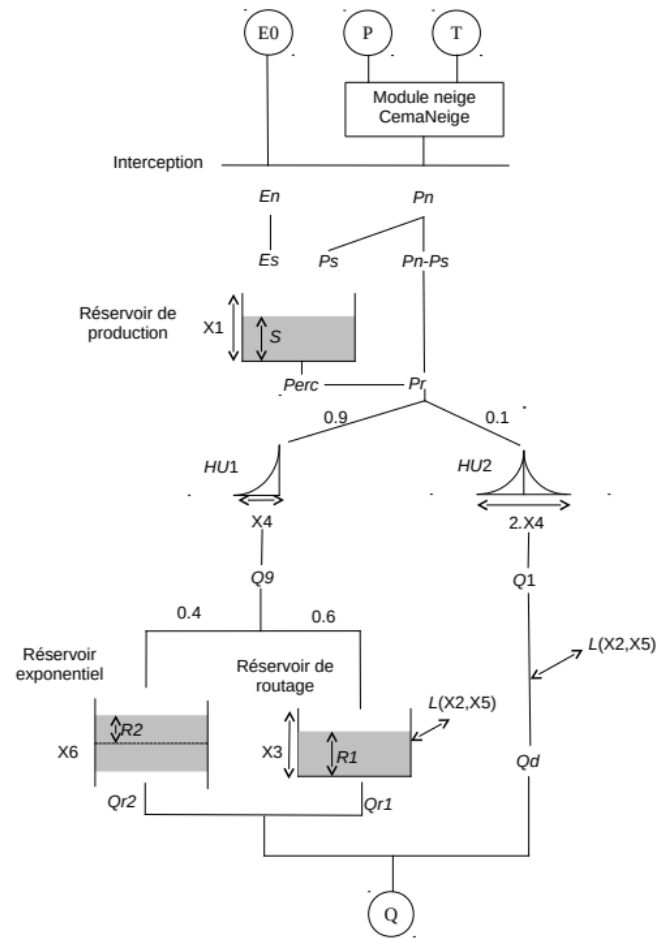 E0
P
T
Module neige
CemaNeige
Interception
En
Pn
Es
Ps
Pn-Ps
Réservoir de
production
X1
S
Perc
Pr
0.9
0.1
HU1
HU2
X4
2.X4
Q9
Q1
0.4
0.6
L(X2,X5)
Réservoir
exponentiel
Réservoir de
routage
L(X2,X5)
R2
X6
X3
R1
Qd
Qr2
Qr1
Q